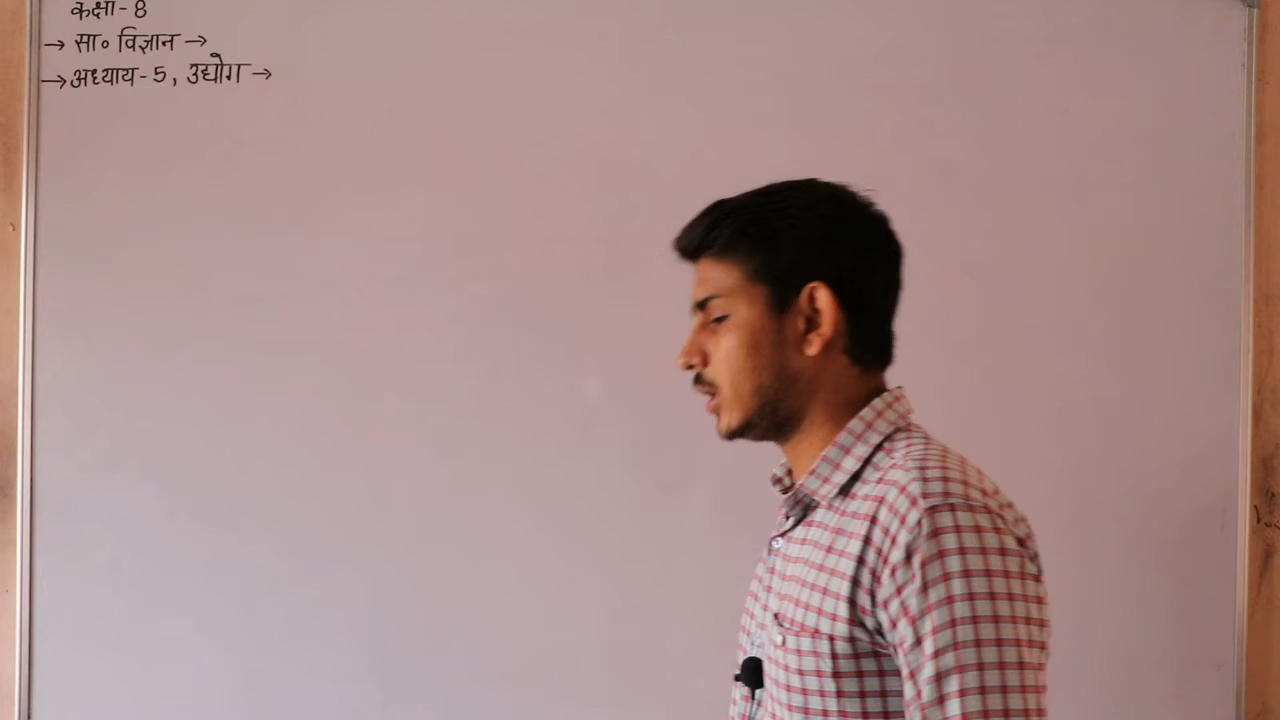 कक्षा-8
→ सा० विज्ञान →
→ अध्याय-5, उद्योग →